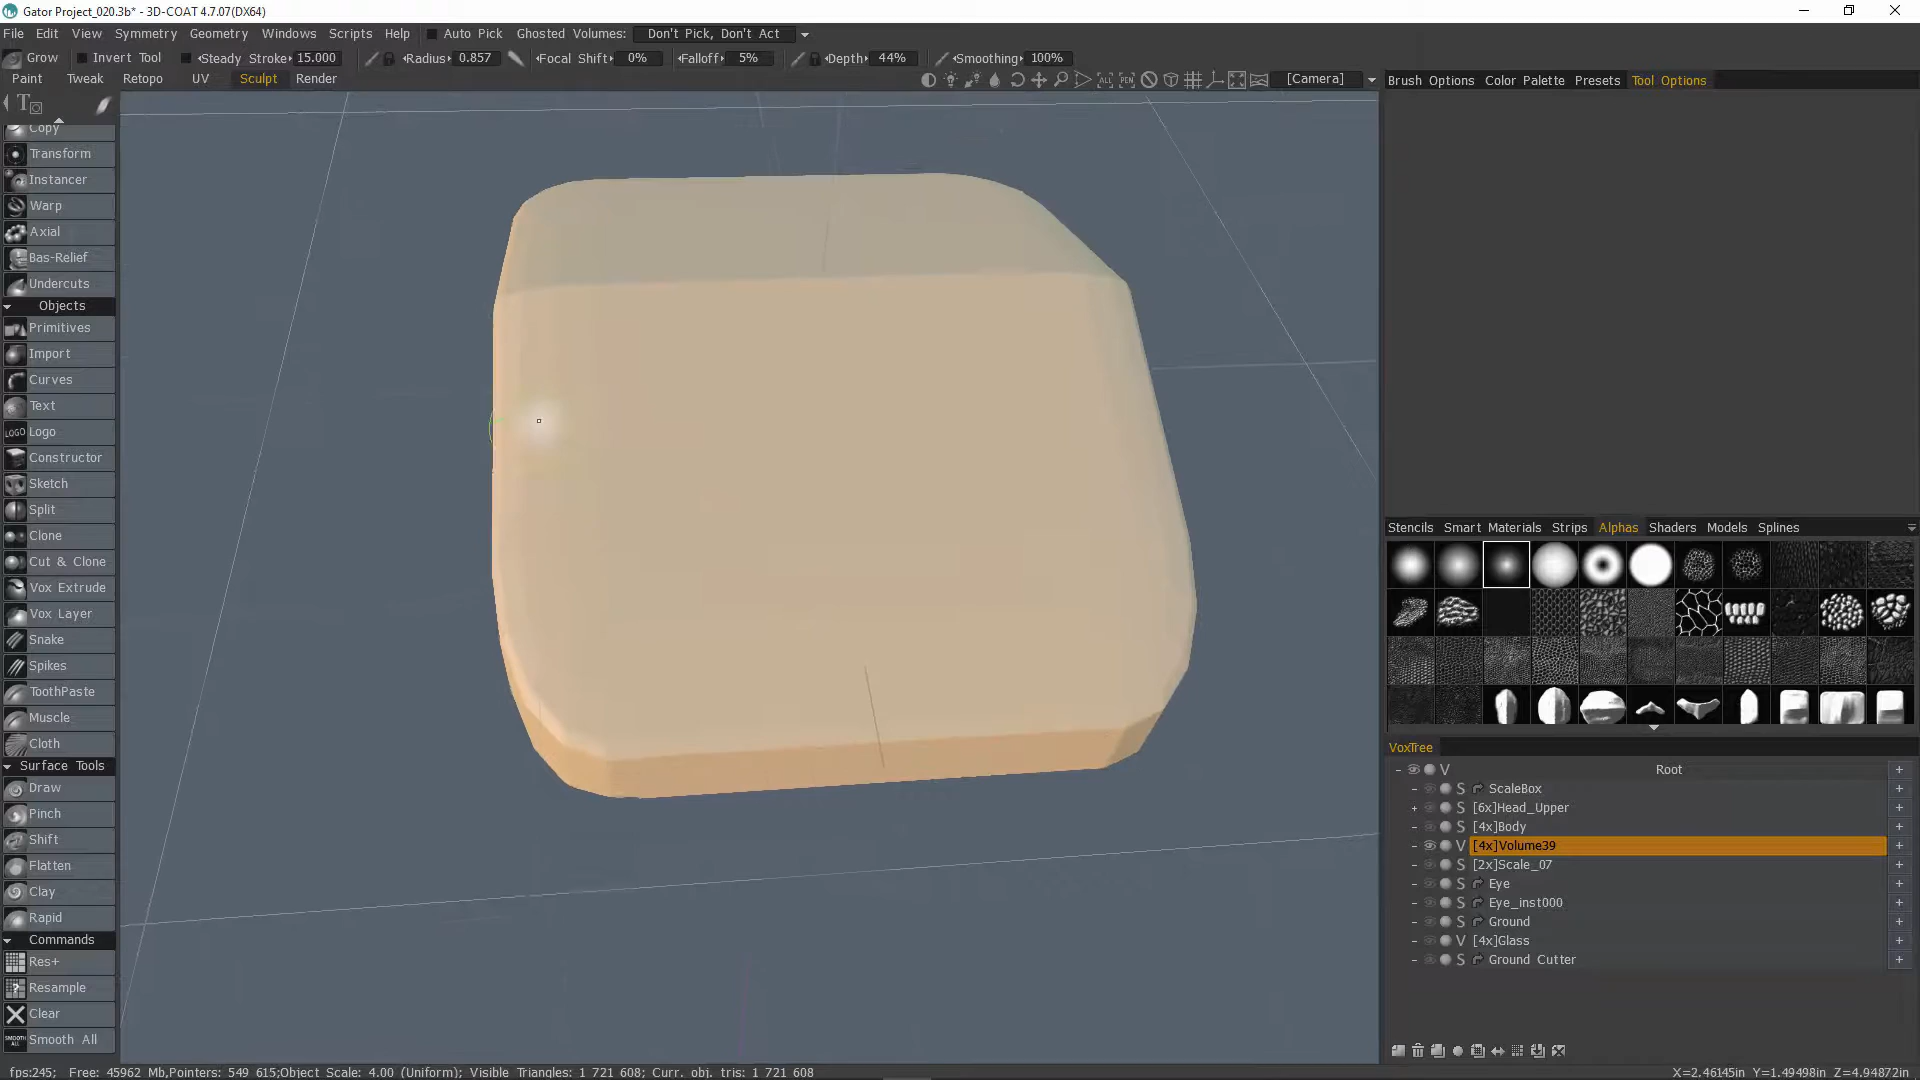 Gator Project_020.3b* - 3D-COAT 4.7.07(DX64)
File Edit View Symmetry Geometry Windows Scripts Help Auto Pick Ghosted Volumes: Don't Pick, Don't Act
Grow Invert Tool Steady Stroke 15.000 Radius 0.857 Focal Shift 0% Falloff 5% Depth 44% Smoothing 100%
Paint Tweak Retopo UV Sculpt Render [Camera] Brush Options Color Palette Presets Tool Options
Copy
Transform
Instancer
Warp
Axial
Bas-Relief
Undercuts
Objects
Primitives
Import
Curves
Text
LOGO Logo
Constructor
Sketch
Split
Clone
Cut & Clone
Vox Extrude
Vox Layer
Snake
Spikes
ToothPaste
Muscle
Cloth
Surface Tools
Draw
Pinch
Shift
Flatten
Clay
Rapid
Commands
Res+
Resample
Clear
SMOOTH ALL Smooth All
Stencils Smart Materials Strips Alphas Shaders Models Splines
VoxTree
V Root +
S ScaleBox +
+ S [6x]Head_Upper +
S [4x]Body +
V [4x]Volume39 +
S [2x]Scale_07 +
S Eye +
S Eye_inst000 +
S Ground +
V [4x]Glass +
S Ground Cutter +
fps:245; Free: 45962 Mb,Pointers: 549 615;Object Scale: 4.00 (Uniform); Visible Triangles: 1 721 608; Curr. obj. tris: 1 721 608 X=2.46145in Y=1.49498in Z=4.94872in